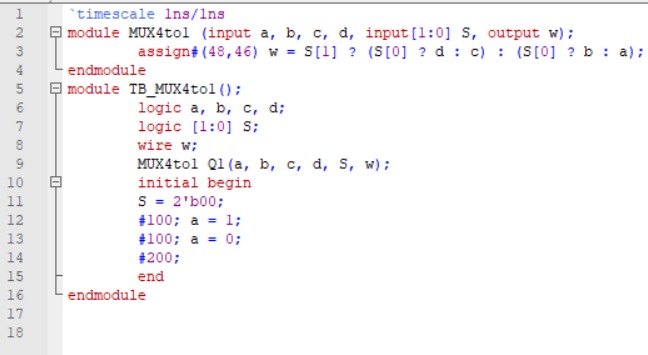 1 `timescale 1ns/1ns
2 module MUX4to1 (input a, b, c, d, input[1:0] S, output w);
3 assign#(48,46) w = S[1] ? (S[0] ? d : c) : (S[0] ? b : a);
4 endmodule
5 module TB_MUX4to1();
6 logic a, b, c, d;
7 logic [1:0] S;
8 wire w;
9 MUX4to1 Q1(a, b, c, d, S, w);
10 initial begin
11 S = 2'b00;
12 #100; a = 1;
13 #100; a = 0;
14 #200;
15 end
16 endmodule
17
18